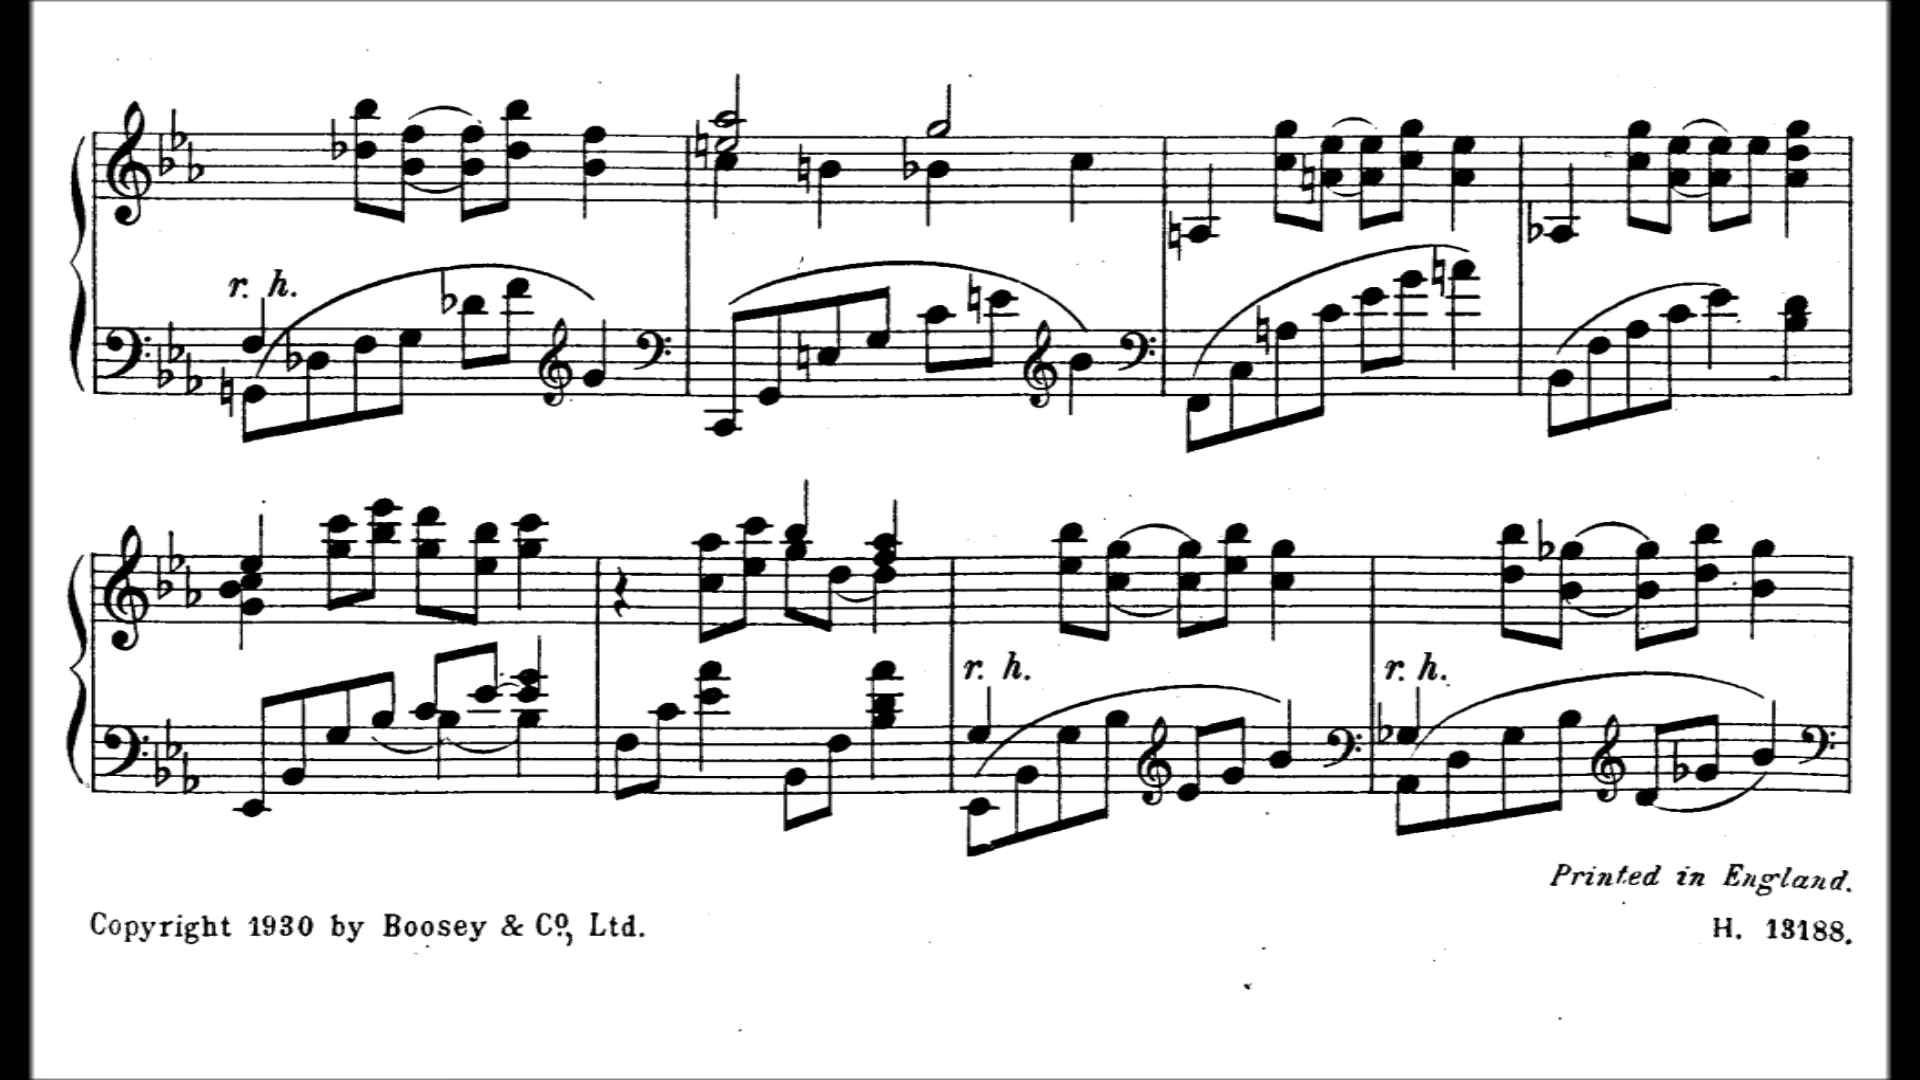 r. h.
r. h. r. h.
Printed in England.
Copyright 1930 by Boosey & Co., Ltd.
H. 13188.